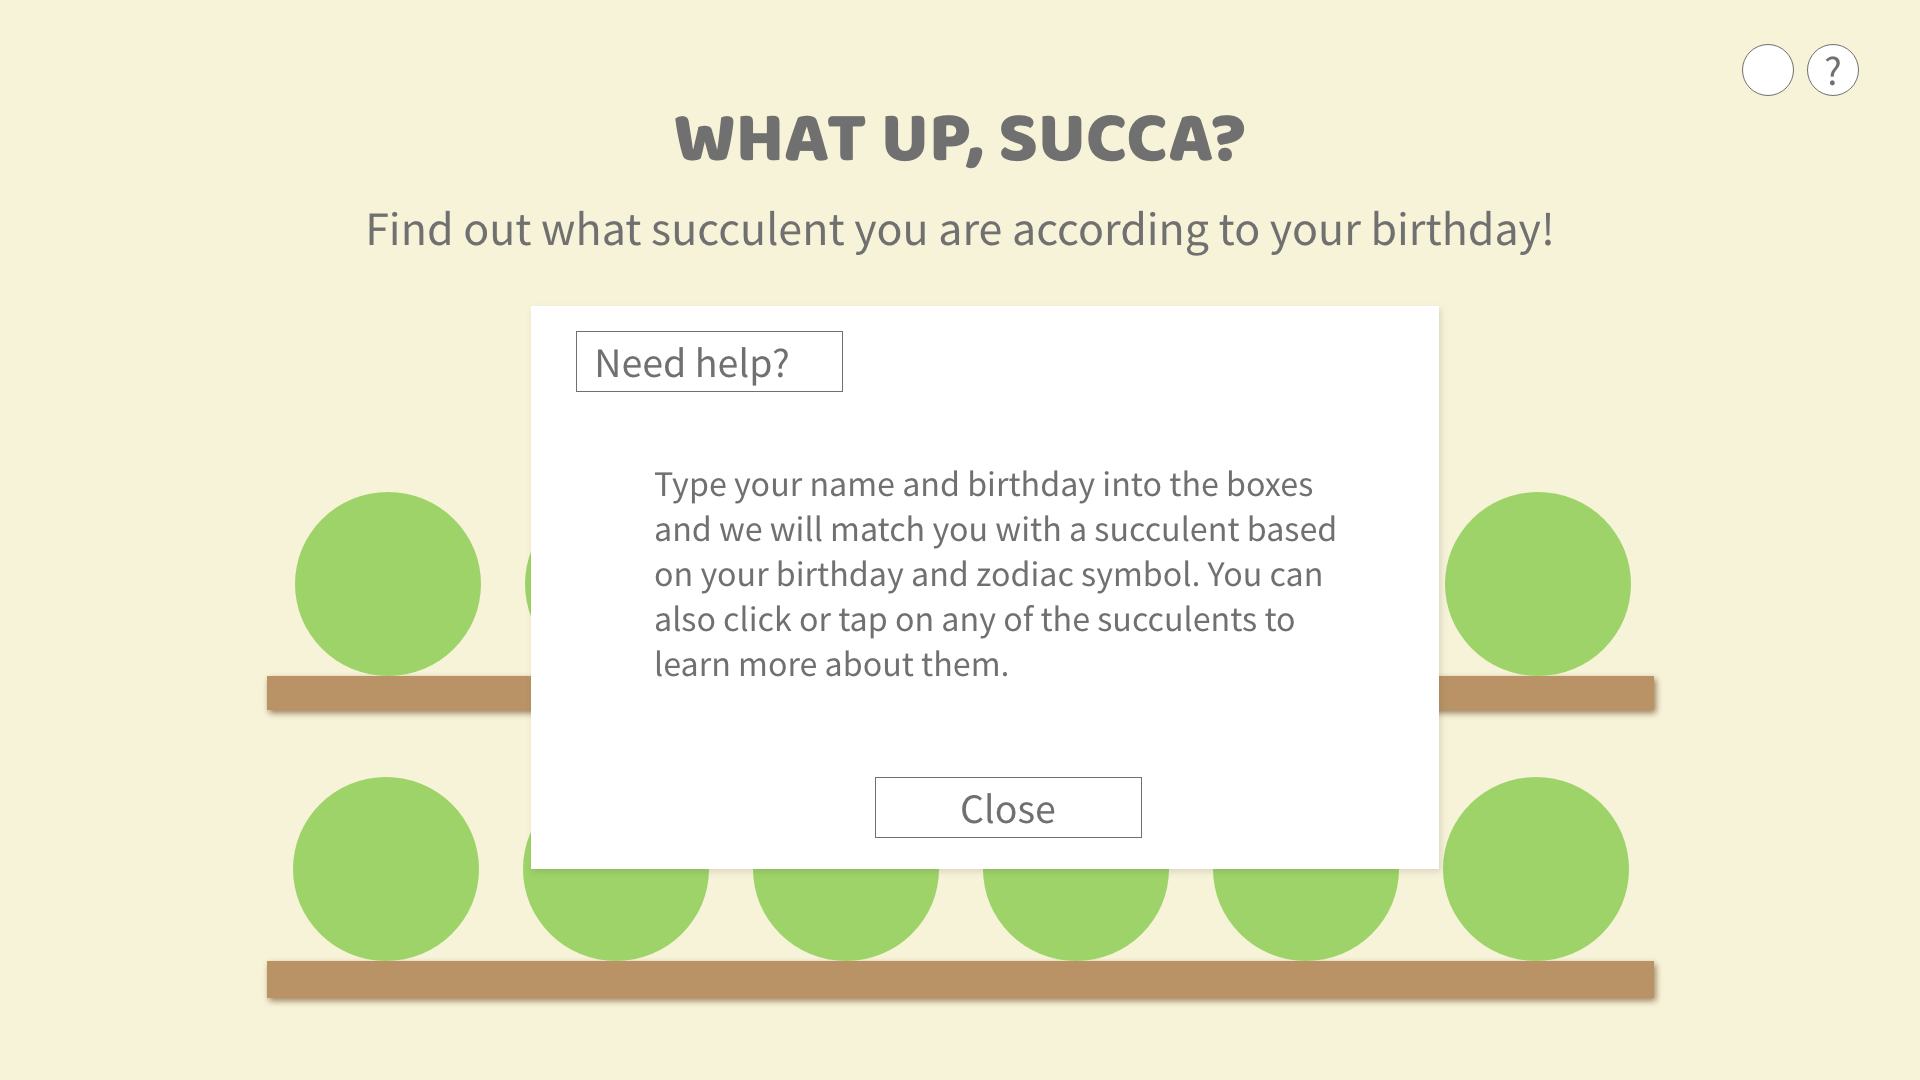 ?
WHAT UP, SUCCA?
Find out what succulent you are according to your birthday!
Need help?
Type your name and birthday into the boxes
and we will match you with a succulent based
on your birthday and zodiac symbol. You can
also click or tap on any of the succulents to
learn more about them.
Close